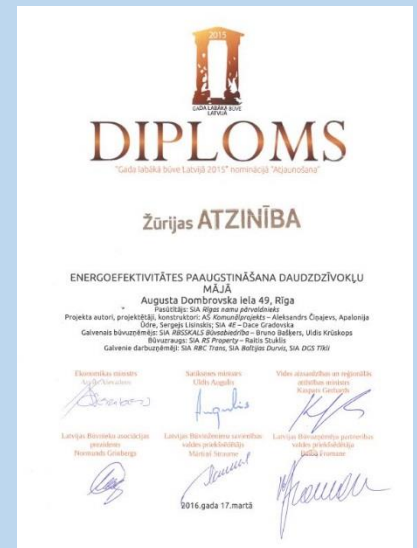 2015
GADA LABĀKĀ BŪVE
LATVIJĀ
DIPLOMS
"Gada labākā būve Latvijā 2015" nominācijā "Atjaunošana"
Žūrijas ATZINĪBA
ENERGOEFEKTIVITĀTES PAAUGSTINĀŠANA DAUDZDZĪVOKĻU
MĀJĀ
Augusta Dombrovska iela 49, Rīga
Pasūtītājs: SIA Rīgas namu pārvaldnieks
Projekta autori, projektētāji, konstruktori: AS Komunālprojekts – Aleksandrs Čigajevs, Apalonija
Ūdre, Sergejs Lisinskis; SIA 4E – Dace Gradovska
Galvenais būvuzņēmējs: SIA RBSSKALS Būvsabiedrība – Bruno Bašķers, Uldis Krūskops
Būvuzraugs: SIA RS Property – Raitis Stuklis
Galvenie darbuzņēmēji: SIA RBC Trans, SIA Baltijas Durvis, SIA DGS Tīkli
Ekonomikas ministrs
Satiksmes ministrs
Uldis Augulis
Vides aizsardzības un reģionālās
attīstības ministrs
Kaspars Gerhards
Latvijas Būvnieku asociācijas
prezidents
Normunds Grinbergs
Latvijas Būvinženieru savienības
valdes priekšsēdētājs
Mārtiņš Straume
Latvijas Būvuzņēmēju partnerības
valdes priekšsēdētāja
Fromane
2016.gada 17.martā